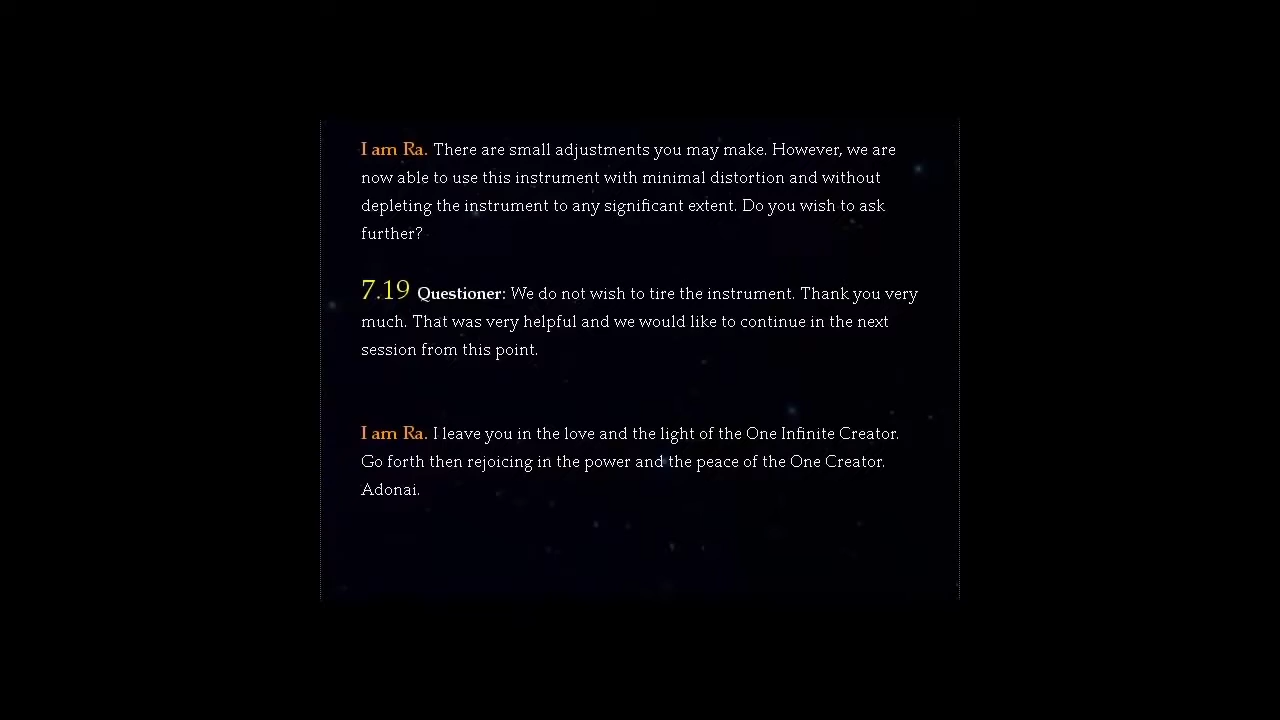 I am Ra. There are small adjustments you may make. However, we are
now able to use this instrument with minimal distortion and without
depleting the instrument to any significant extent. Do you wish to ask
further?
7.19 Questioner: We do not wish to tire the instrument. Thank you very
much. That was very helpful and we would like to continue in the next
session from this point.
I am Ra. I leave you in the love and the light of the One Infinite Creator.
Go forth then rejoicing in the power and the peace of the One Creator.
Adonai.